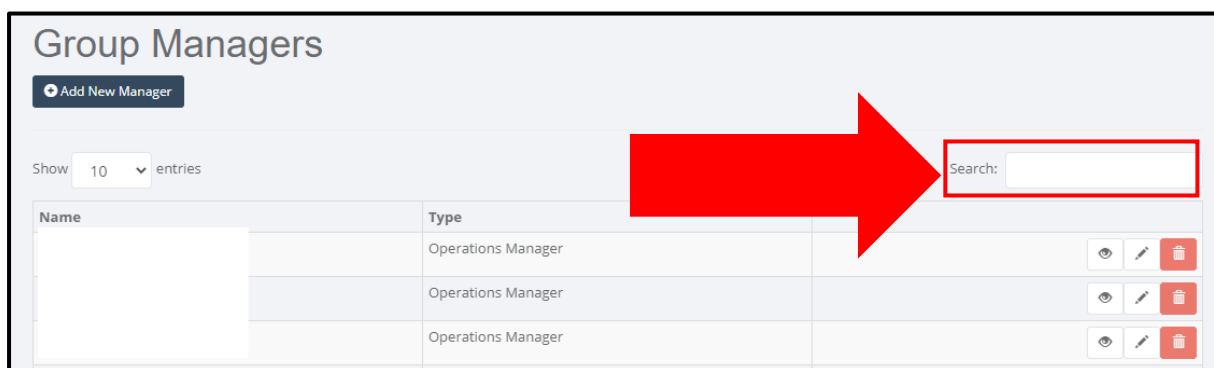 Group Managers
Add New Manager
Show 10 entries
Search:
Name Type
Operations Manager
Operations Manager
Operations Manager